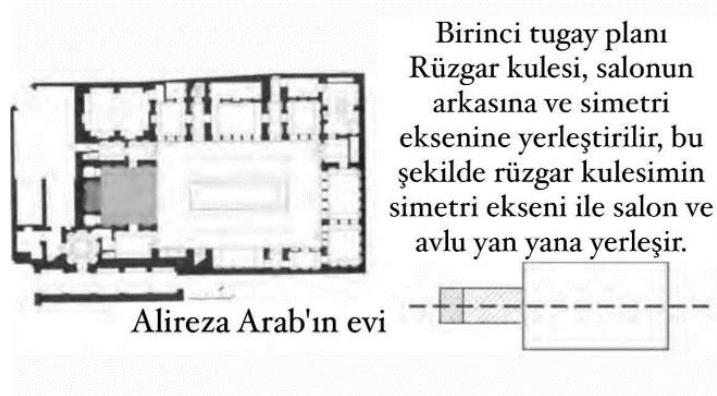 Birinci tugay planı
Rüzgar kulesi, salonun
arkasına ve simetri
eksenine yerleştirilir, bu
şekilde rüzgar kulesimin
simetri ekseni ile salon ve
avlu yan yana yerleşir.
Alireza Arab'ın evi